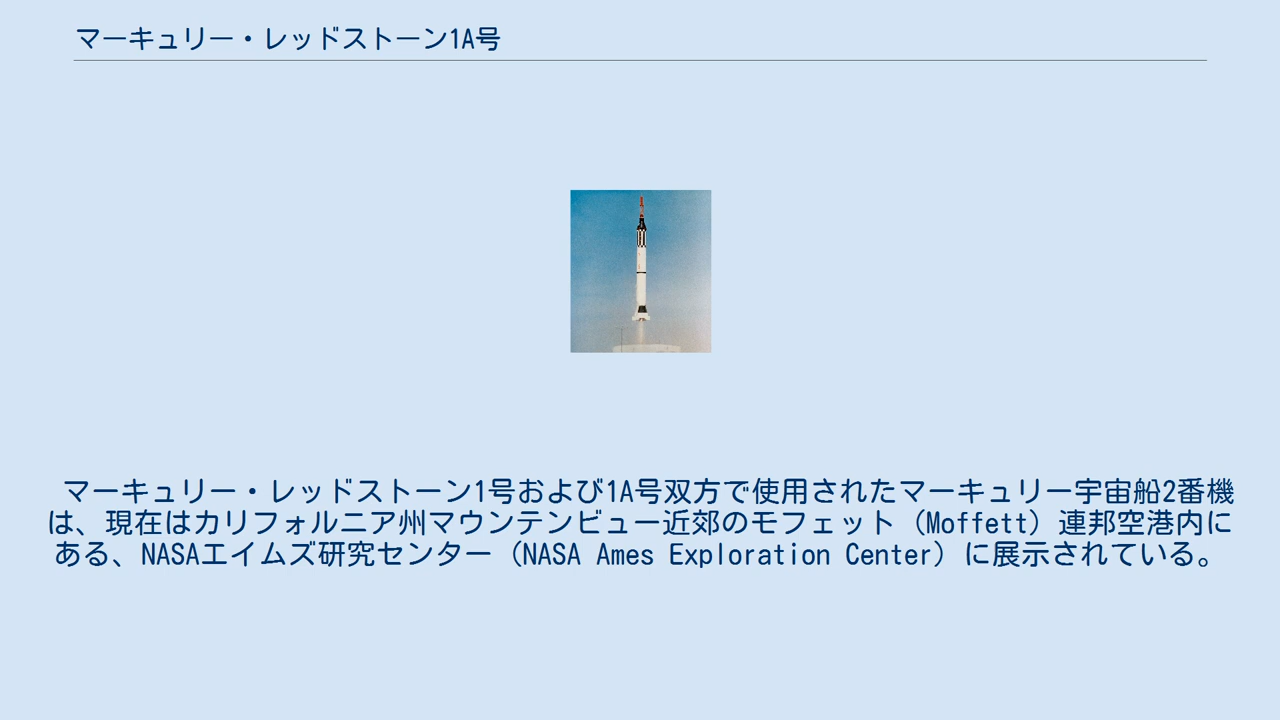 マーキュリー・レッドストーン1A号
マーキュリー・レッドストーン1号および1A号双方で使用されたマーキュリー宇宙船2番機
は、現在はカリフォルニア州マウンテンビュー近郊のモフェット（Moffett）連邦空港内に
ある、NASAエイムズ研究センター（NASA Ames Exploration Center）に展示されている。